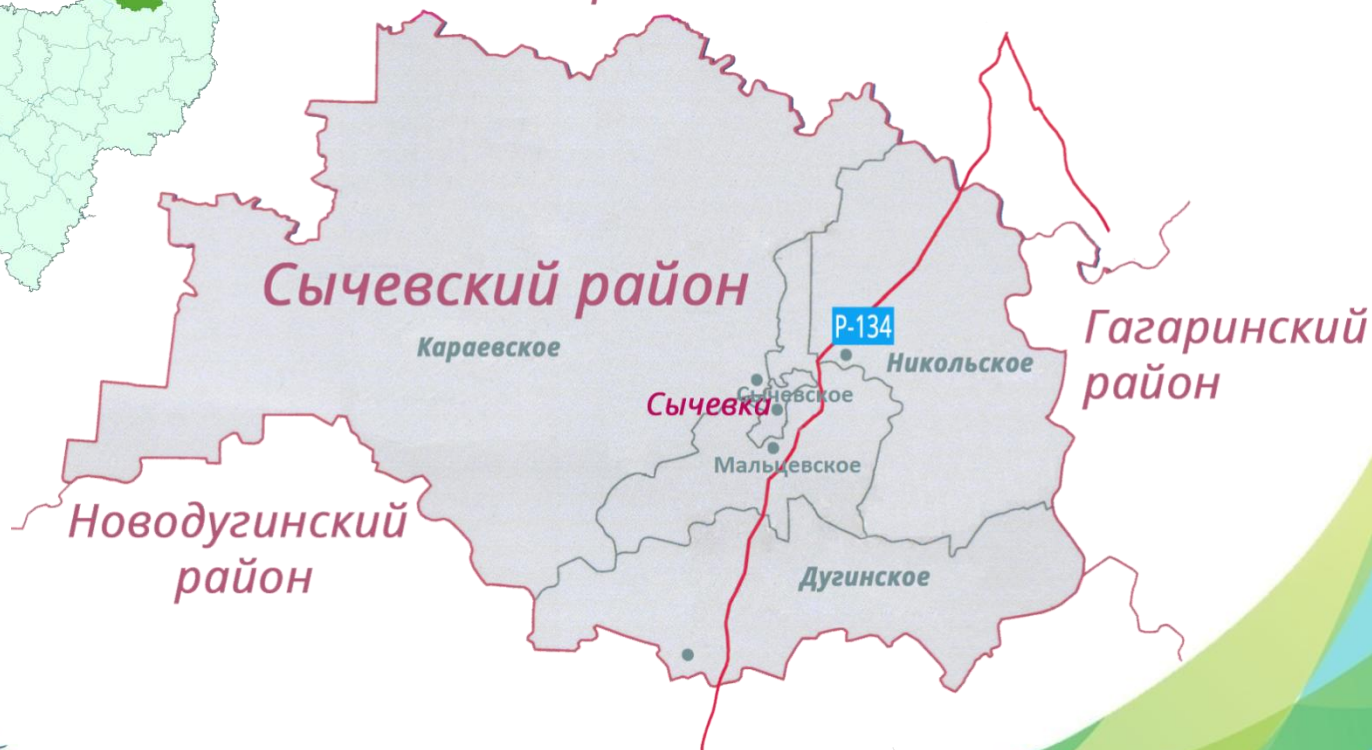 Сычевский район
Караевское
Р-134
Никольское
Гагаринский
район
Сычевское
Сычевка
Мальцевское
Новодугинский
район
Дугинское